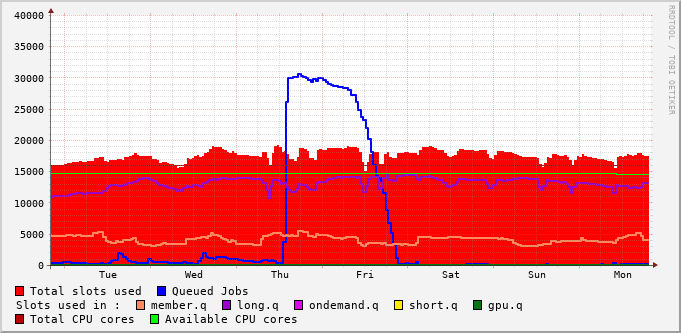 RRDTOOL / TOBI OETIKER
40000
35000
30000
25000
20000
15000
10000
5000
0
Tue Wed Thu Fri Sat Sun Mon
Total slots used Queued Jobs
Slots used in : member.q long.q ondemand.q short.q gpu.q
Total CPU cores Available CPU cores